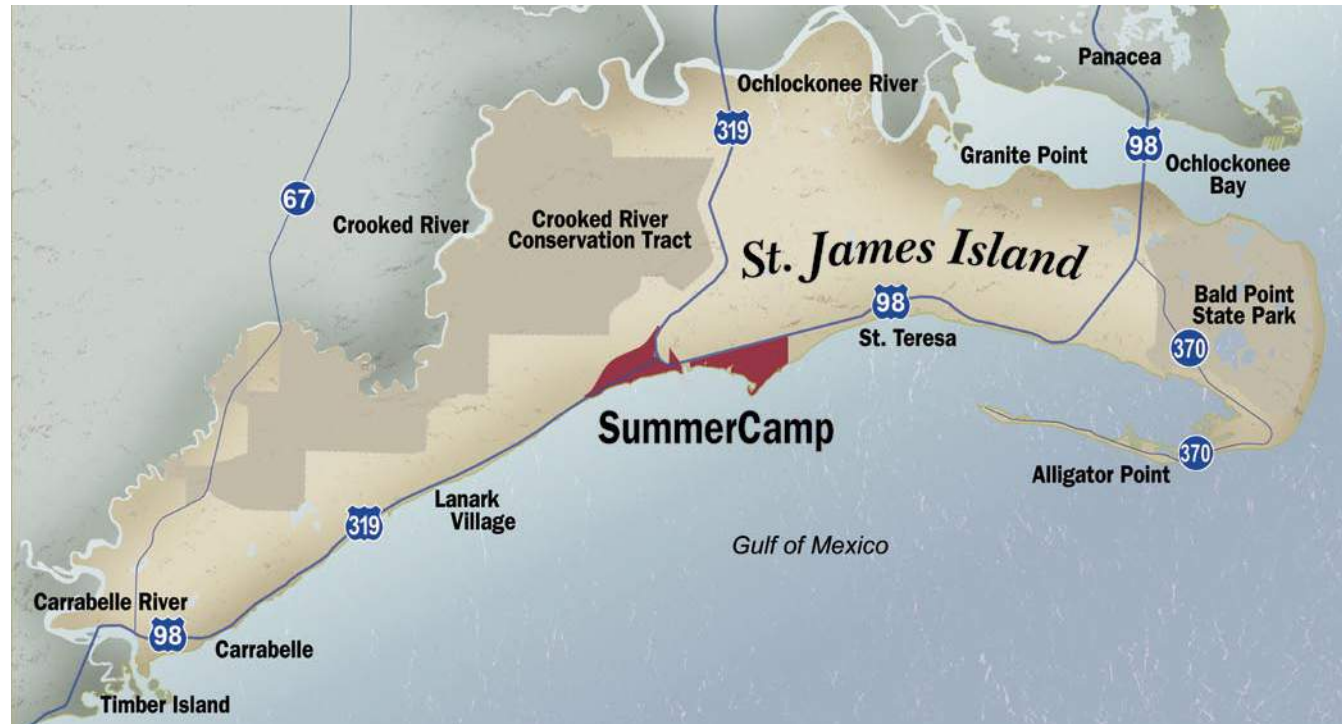 Panacea
Ochlockonee River
319
98
Granite Point
Ochlockonee
Bay
67
Crooked River
Crooked River
Conservation Tract
St. James Island
98
St. Teresa
Bald Point
State Park
370
SummerCamp
370
Alligator Point
Lanark
Village
319
Gulf of Mexico
Carrabelle River
98
Carrabelle
Timber Island